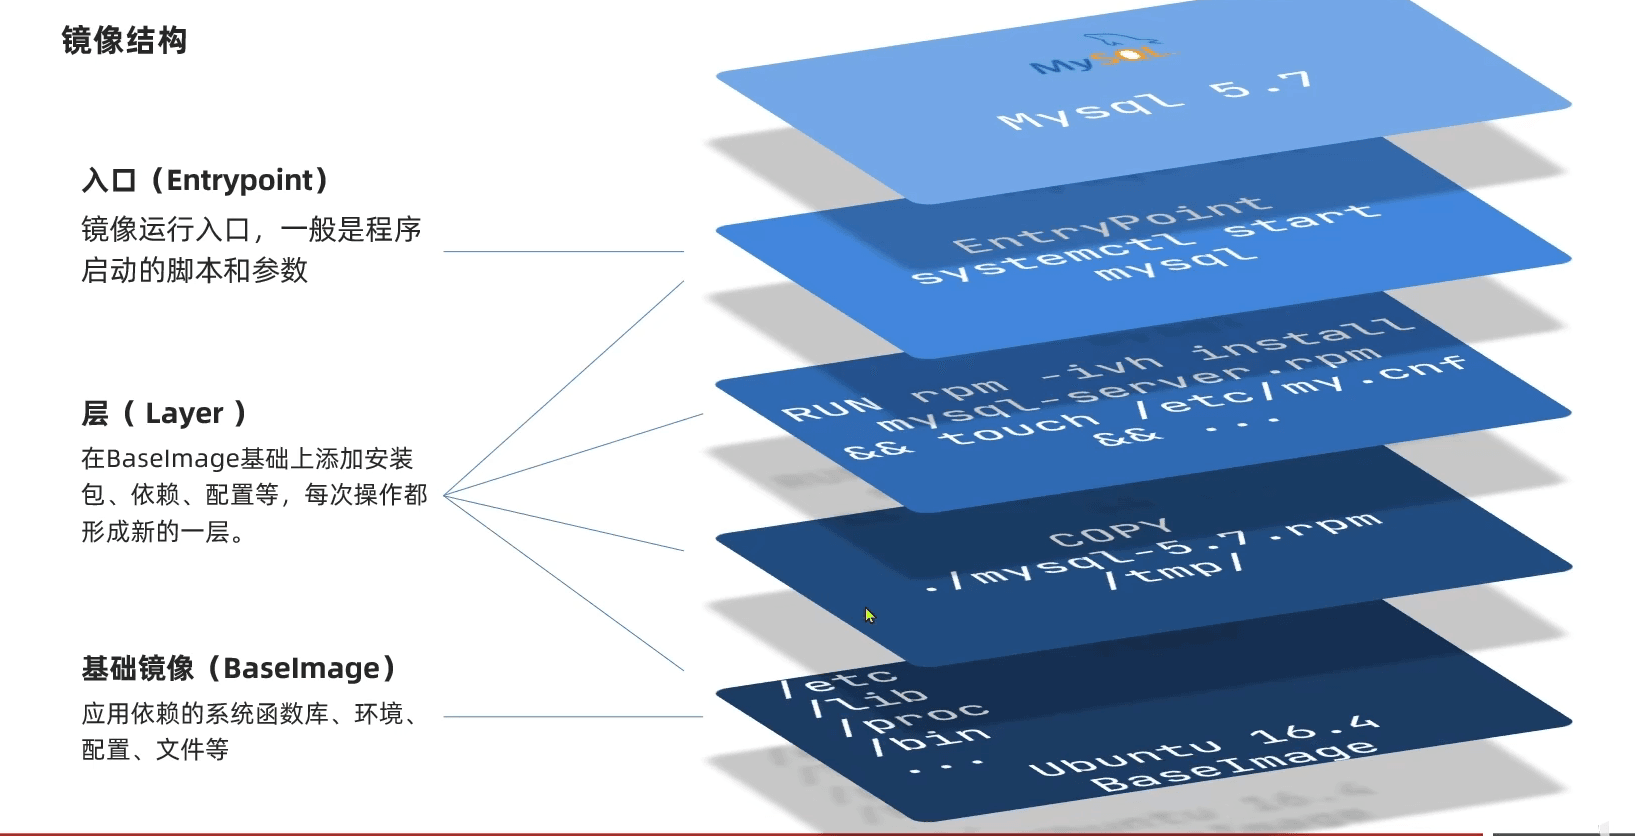 镜像结构
入口（Entrypoint）
镜像运行入口，一般是程序
启动的脚本和参数
层（ Layer ）
在BaseImage基础上添加安装
包、依赖、配置等，每次操作都
形成新的一层。
基础镜像（BaseImage）
应用依赖的系统函数库、环境、
配置、文件等
MySQL
Mysql 5.7
EntryPoint
systemctl start
mysql
RUN rpm -ivh install
mysql-server.rpm
&& touch /etc/my.cnf
&& ...
COPY
./mysql-5.7.rpm
/tmp/
/etc
/lib
/proc
/bin
...
Ubuntu 16.4
BaseImage